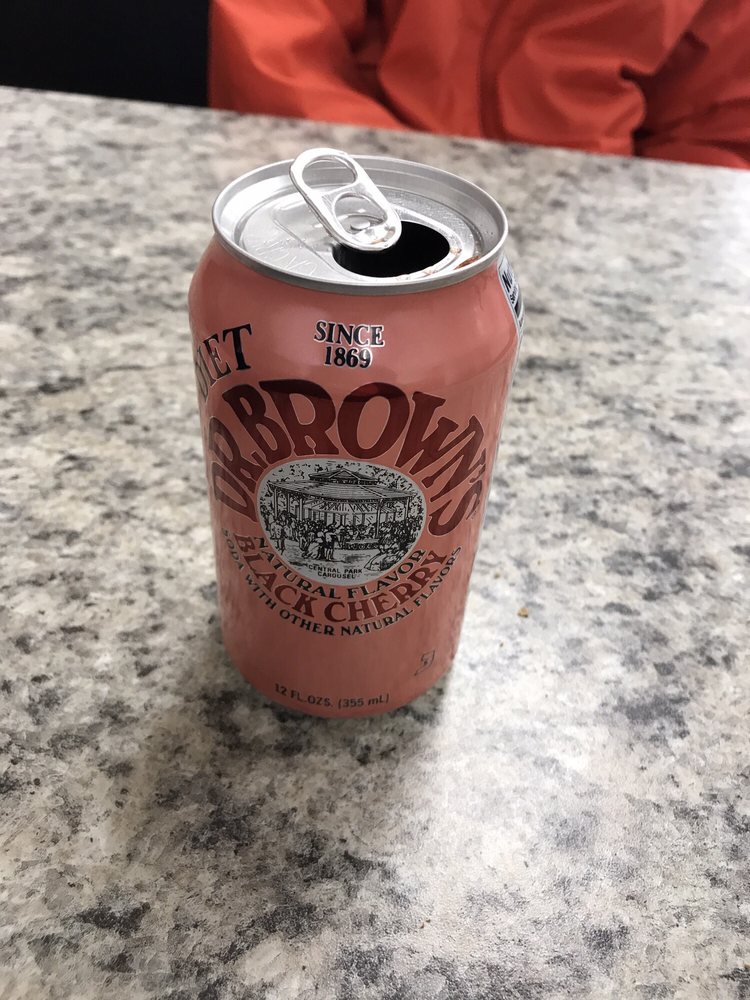 DIET
SINCE
1869
DR. BROWN'S
CENTRAL PARK
CAROUSEL
NATURAL FLAVOR
BLACK CHERRY
SODA WITH OTHER NATURAL FLAVORS
12 FL.OZS. (355 mL)